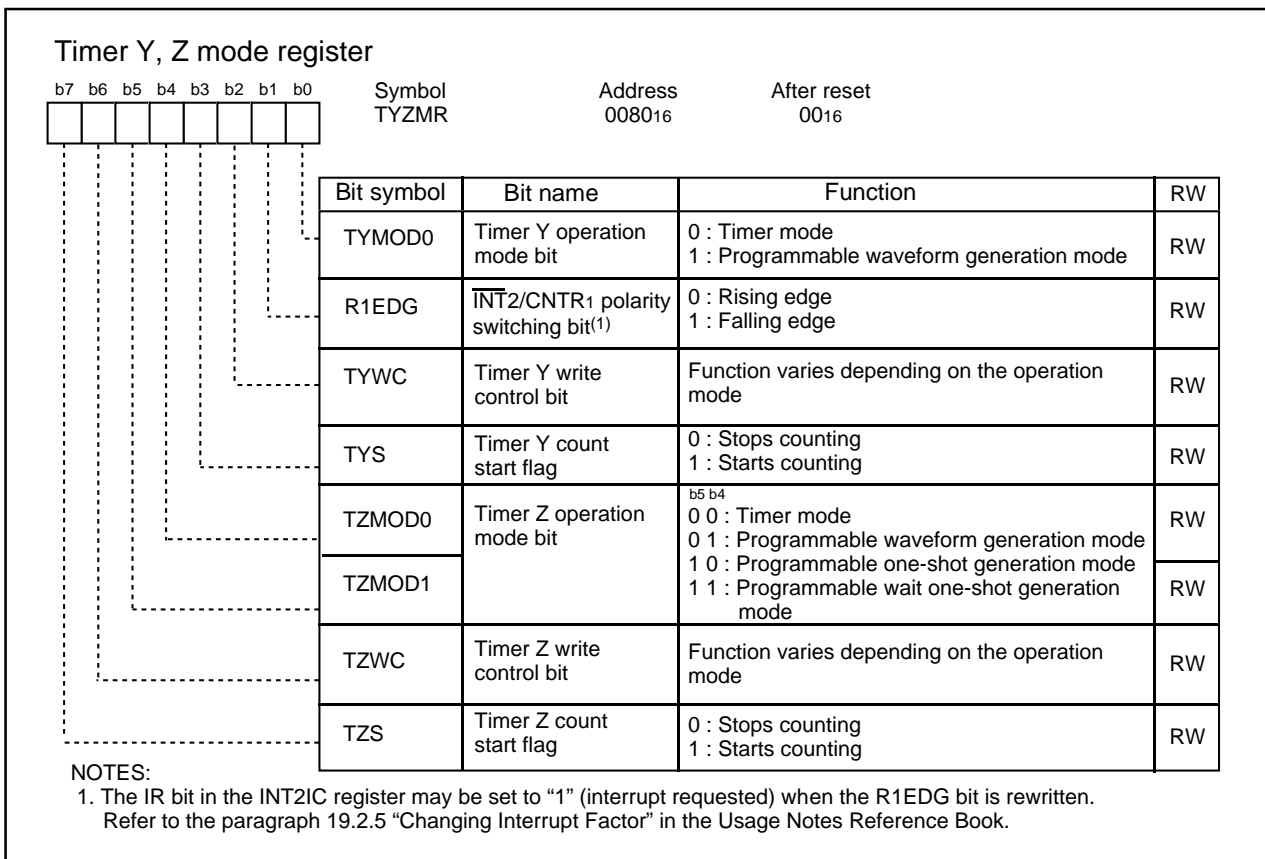 Timer Y, Z mode register
b7 b6 b5 b4 b3 b2 b1 b0
Symbol Address After reset
TYZMR 008016 0016
Bit symbol Bit name Function RW
TYMOD0 Timer Y operation mode bit 0 : Timer mode
1 : Programmable waveform generation mode RW
R1EDG INT2/CNTR1 polarity switching bit(1) 0 : Rising edge
1 : Falling edge RW
TYWC Timer Y write control bit Function varies depending on the operation mode RW
TYS Timer Y count start flag 0 : Stops counting
1 : Starts counting RW
TZMOD0 Timer Z operation mode bit b5 b4
0 0 : Timer mode RW
0 1 : Programmable waveform generation mode
1 0 : Programmable one-shot generation mode
TZMOD1 1 1 : Programmable wait one-shot generation mode RW
TZWC Timer Z write control bit Function varies depending on the operation mode RW
TZS Timer Z count start flag 0 : Stops counting
1 : Starts counting RW
NOTES:
1. The IR bit in the INT2IC register may be set to “1” (interrupt requested) when the R1EDG bit is rewritten.
Refer to the paragraph 19.2.5 “Changing Interrupt Factor” in the Usage Notes Reference Book.